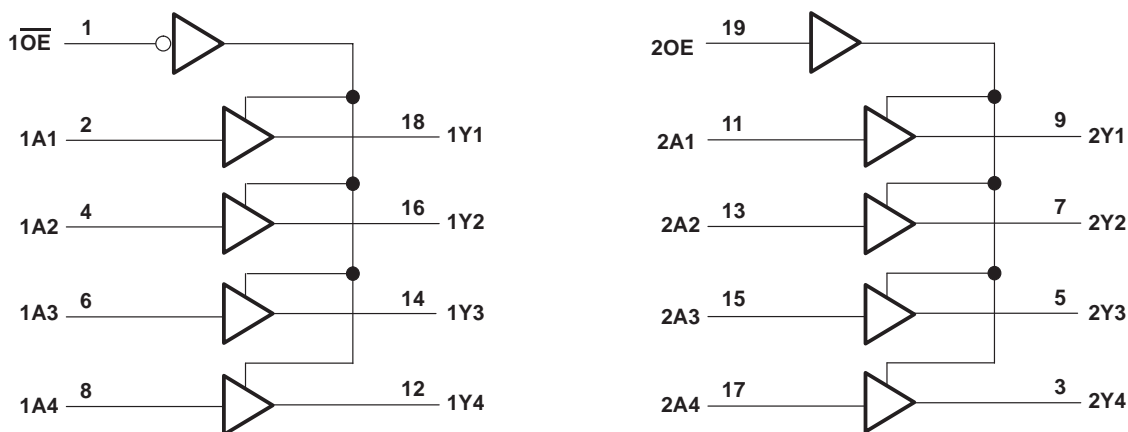 1O̅E̅ 1
2 18 1Y1
1A1
4 16 1Y2
1A2
6 14 1Y3
1A3
8 12 1Y4
1A4
2OE 19
11 9 2Y1
2A1
13 7 2Y2
2A2
15 5 2Y3
2A3
17 3 2Y4
2A4